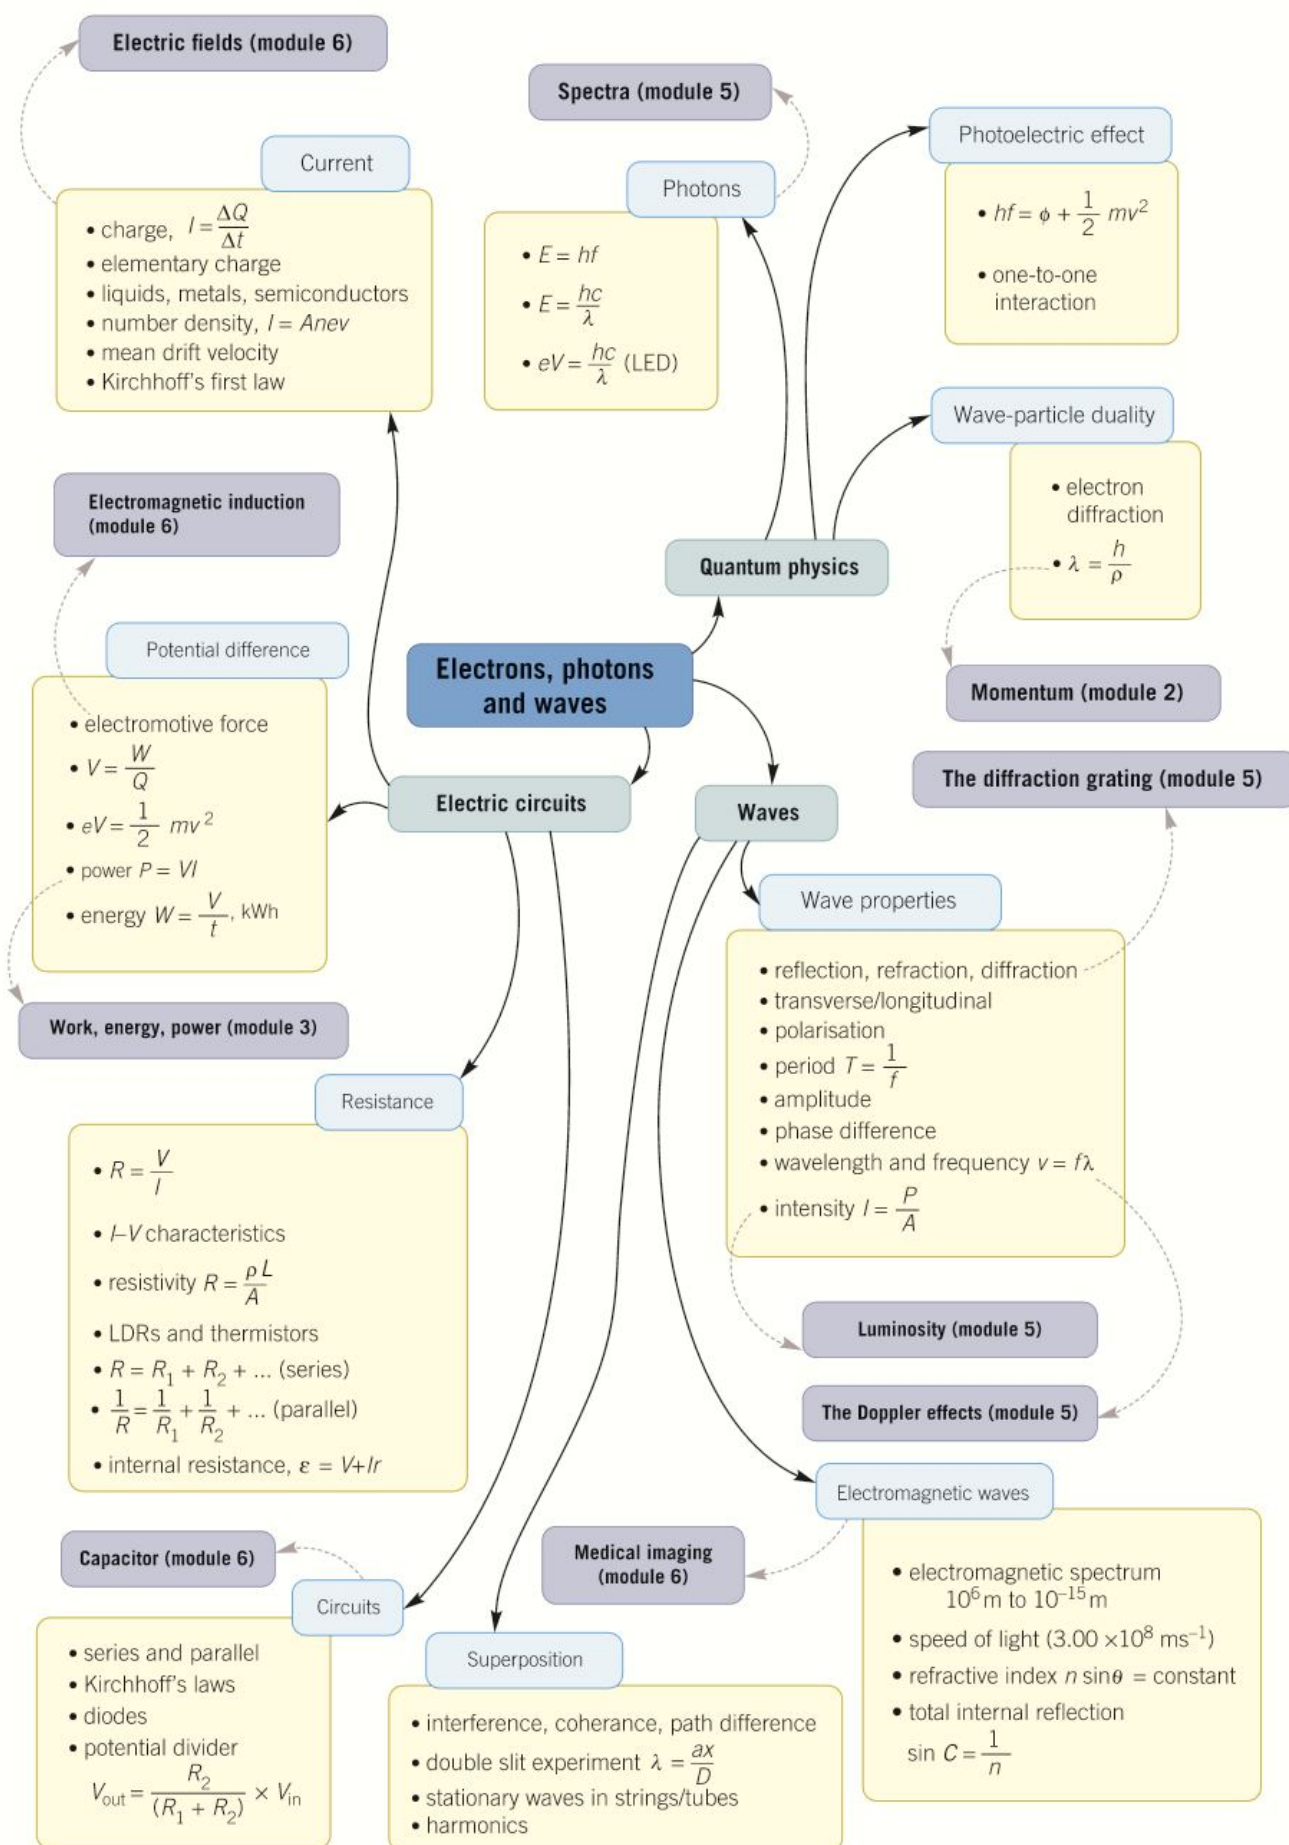 Electric fields (module 6)
Spectra (module 5)
Photoelectric effect
• hf = ϕ + 1/2 mv²
• one-to-one
interaction
Current
• charge, I = ΔQ/Δt
• elementary charge
• liquids, metals, semiconductors
• number density, I = Anev
• mean drift velocity
• Kirchhoff's first law
Photons
• E = hf
• E = hc/λ
• eV = hc/λ (LED)
Wave-particle duality
• electron
diffraction
• λ = h/ρ
Electromagnetic induction
(module 6)
Quantum physics
Potential difference
• electromotive force
• V = W/Q
• eV = 1/2 mv²
• power P = VI
• energy W = V/t, kWh
Electrons, photons
and waves
Momentum (module 2)
The diffraction grating (module 5)
Electric circuits
Waves
Wave properties
• reflection, refraction, diffraction
• transverse/longitudinal
• polarisation
• period T = 1/f
• amplitude
• phase difference
• wavelength and frequency v = fλ
• intensity I = P/A
Work, energy, power (module 3)
Resistance
• R = V/I
• I–V characteristics
• resistivity R = ρL/A
• LDRs and thermistors
• R = R₁ + R₂ + ... (series)
• 1/R = 1/R₁ + 1/R₂ + ... (parallel)
• internal resistance, ε = V+Ir
Luminosity (module 5)
The Doppler effects (module 5)
Electromagnetic waves
• electromagnetic spectrum
10⁶ m to 10⁻¹⁵ m
• speed of light (3.00 ×10⁸ ms⁻¹)
• refractive index n sinθ = constant
• total internal reflection
sin C = 1/n
Capacitor (module 6)
Medical imaging
(module 6)
Circuits
• series and parallel
• Kirchhoff's laws
• diodes
• potential divider
V out = R₂/(R₁ + R₂) × V in
Superposition
• interference, coherance, path difference
• double slit experiment λ = ax/D
• stationary waves in strings/tubes
• harmonics